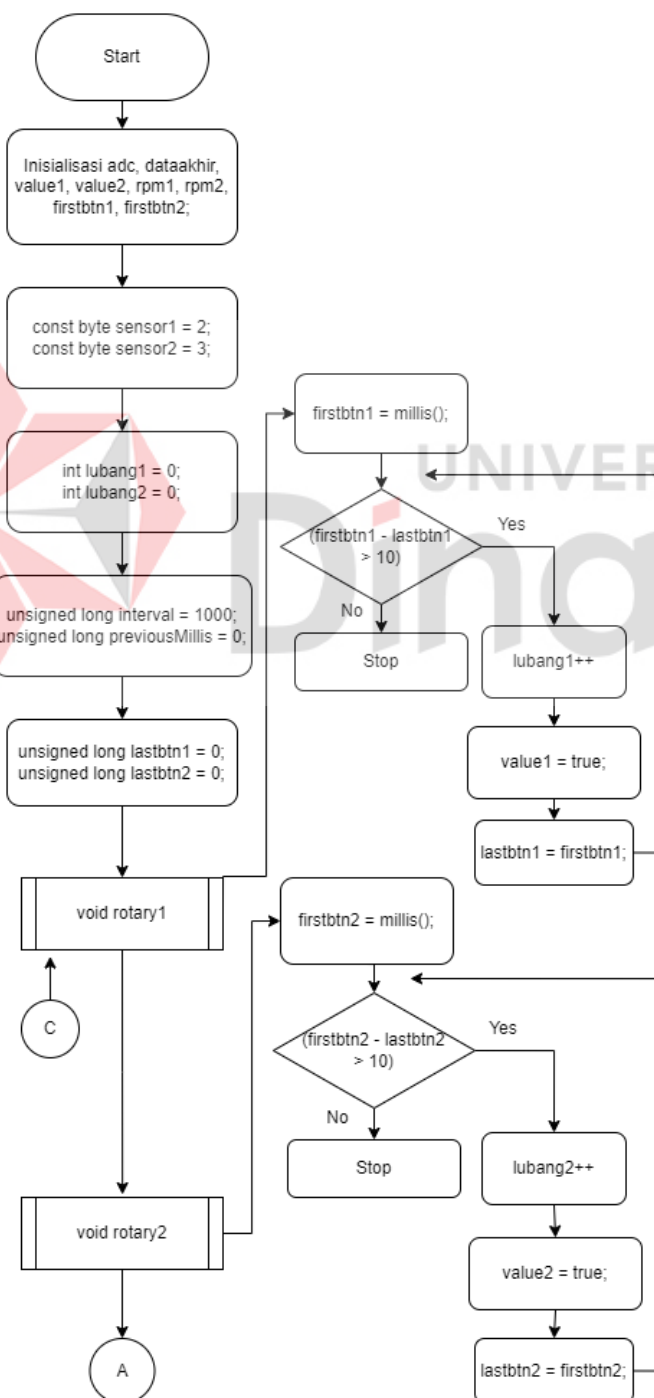 Start
Inisialisasi adc, dataakhir,
value1, value2, rpm1, rpm2,
firstbtn1, firstbtn2;
const byte sensor1 = 2;
const byte sensor2 = 3;
int lubang1 = 0;
int lubang2 = 0;
unsigned long interval = 1000;
unsigned long previousMillis = 0;
unsigned long lastbtn1 = 0;
unsigned long lastbtn2 = 0;
void rotary1
C
void rotary2
A
firstbtn1 = millis();
(firstbtn1 - lastbtn1
> 10)
Yes
No
Stop
lubang1++
value1 = true;
lastbtn1 = firstbtn1;
firstbtn2 = millis();
(firstbtn2 - lastbtn2
> 10)
Yes
No
Stop
lubang2++
value2 = true;
lastbtn2 = firstbtn2;
UNIVER
Dina